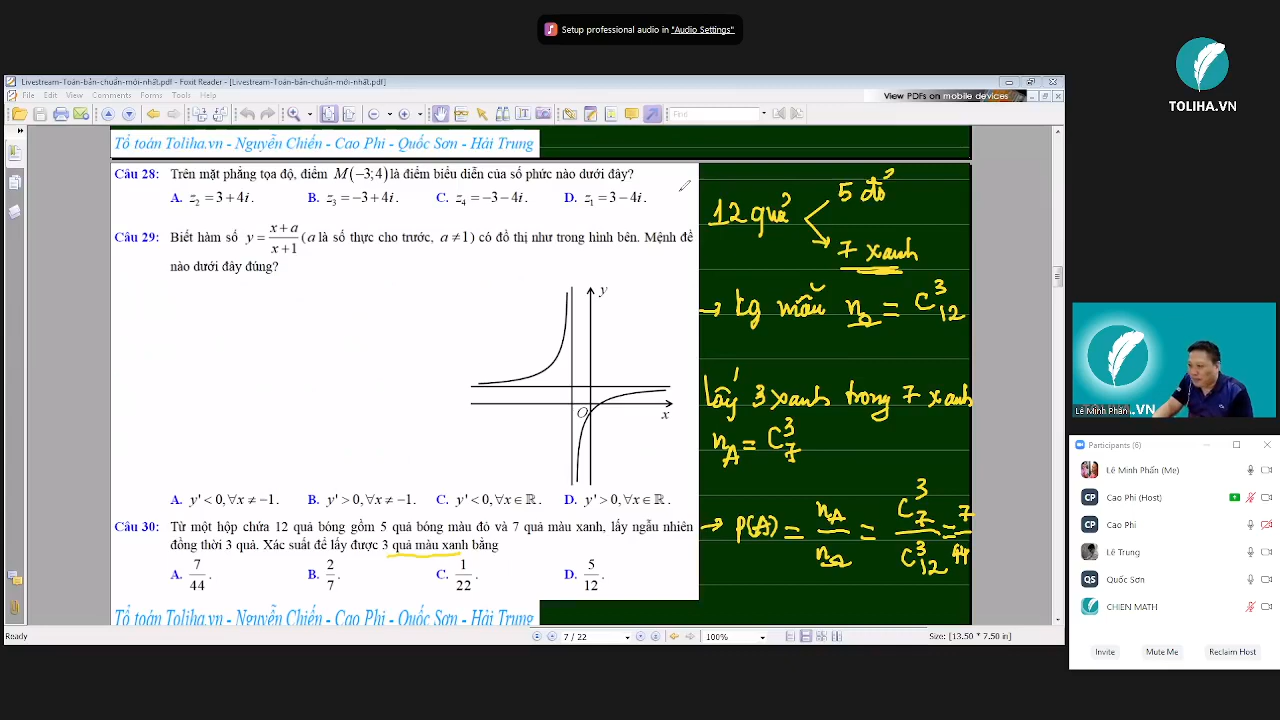 Setup professional audio in "Audio Settings"
TOLIHA.VN
Livestream-Toán-bản-chuẩn-mới-nhất.pdf - Foxit Reader - [Livestream-Toán-bản-chuẩn-mới-nhất.pdf]
File Edit View Comments Forms Tools Help
View PDFs on mobile devices
Find
Tổ toán Toliha.vn - Nguyễn Chiến - Cao Phi - Quốc Sơn - Hải Trung
Câu 28: Trên mặt phẳng tọa độ, điểm M(−3;4) là điểm biểu diễn của số phức nào dưới đây?
A. z₂ = 3+4i. B. z₃ = −3+4i. C. z₄ = −3−4i. D. z₁ = 3−4i.
Câu 29: Biết hàm số y = (x+a)/(x+1) (a là số thực cho trước, a ≠ 1) có đồ thị như trong hình bên. Mệnh đề
nào dưới đây đúng?
y
O
x
A. y' < 0, ∀x ≠ −1. B. y' > 0, ∀x ≠ −1. C. y' < 0, ∀x ∈ ℝ. D. y' > 0, ∀x ∈ ℝ.
Câu 30: Từ một hộp chứa 12 quả bóng gồm 5 quả bóng màu đỏ và 7 quả màu xanh, lấy ngẫu nhiên
đồng thời 3 quả. Xác suất để lấy được 3 quả màu xanh bằng
A. 7/44. B. 2/7. C. 1/22. D. 5/12.
Tổ toán Toliha.vn - Nguyễn Chiến - Cao Phi - Quốc Sơn - Hải Trung
5 đỏ
12 quả
7 xanh
→ kg mẫu n_Ω = C³₁₂
lấy 3 xanh trong 7 xanh
n_A = C³₇
→ P(A) = n_A/n_Ω = C³₇/C³₁₂ = 7/44
Ready
7 / 22
100%
Size: [13.50 * 7.50 in]
Lê Minh Phấn
.VN
Participants (6)
Lê Minh Phấn (Me)
CP Cao Phi (Host)
CP Cao Phi
Lê Trung
QS Quốc Sơn
CHIEN MATH
Invite Mute Me Reclaim Host